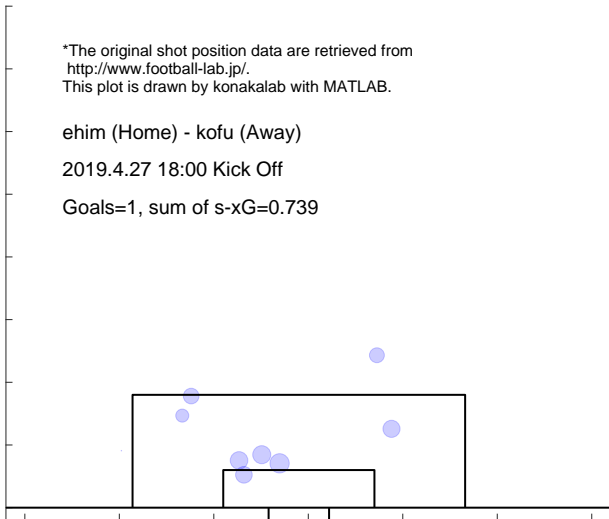 *The original shot position data are retrieved from
http://www.football-lab.jp/.
This plot is drawn by konakalab with MATLAB.
ehim (Home) - kofu (Away)
2019.4.27 18:00 Kick Off
Goals=1, sum of s-xG=0.739